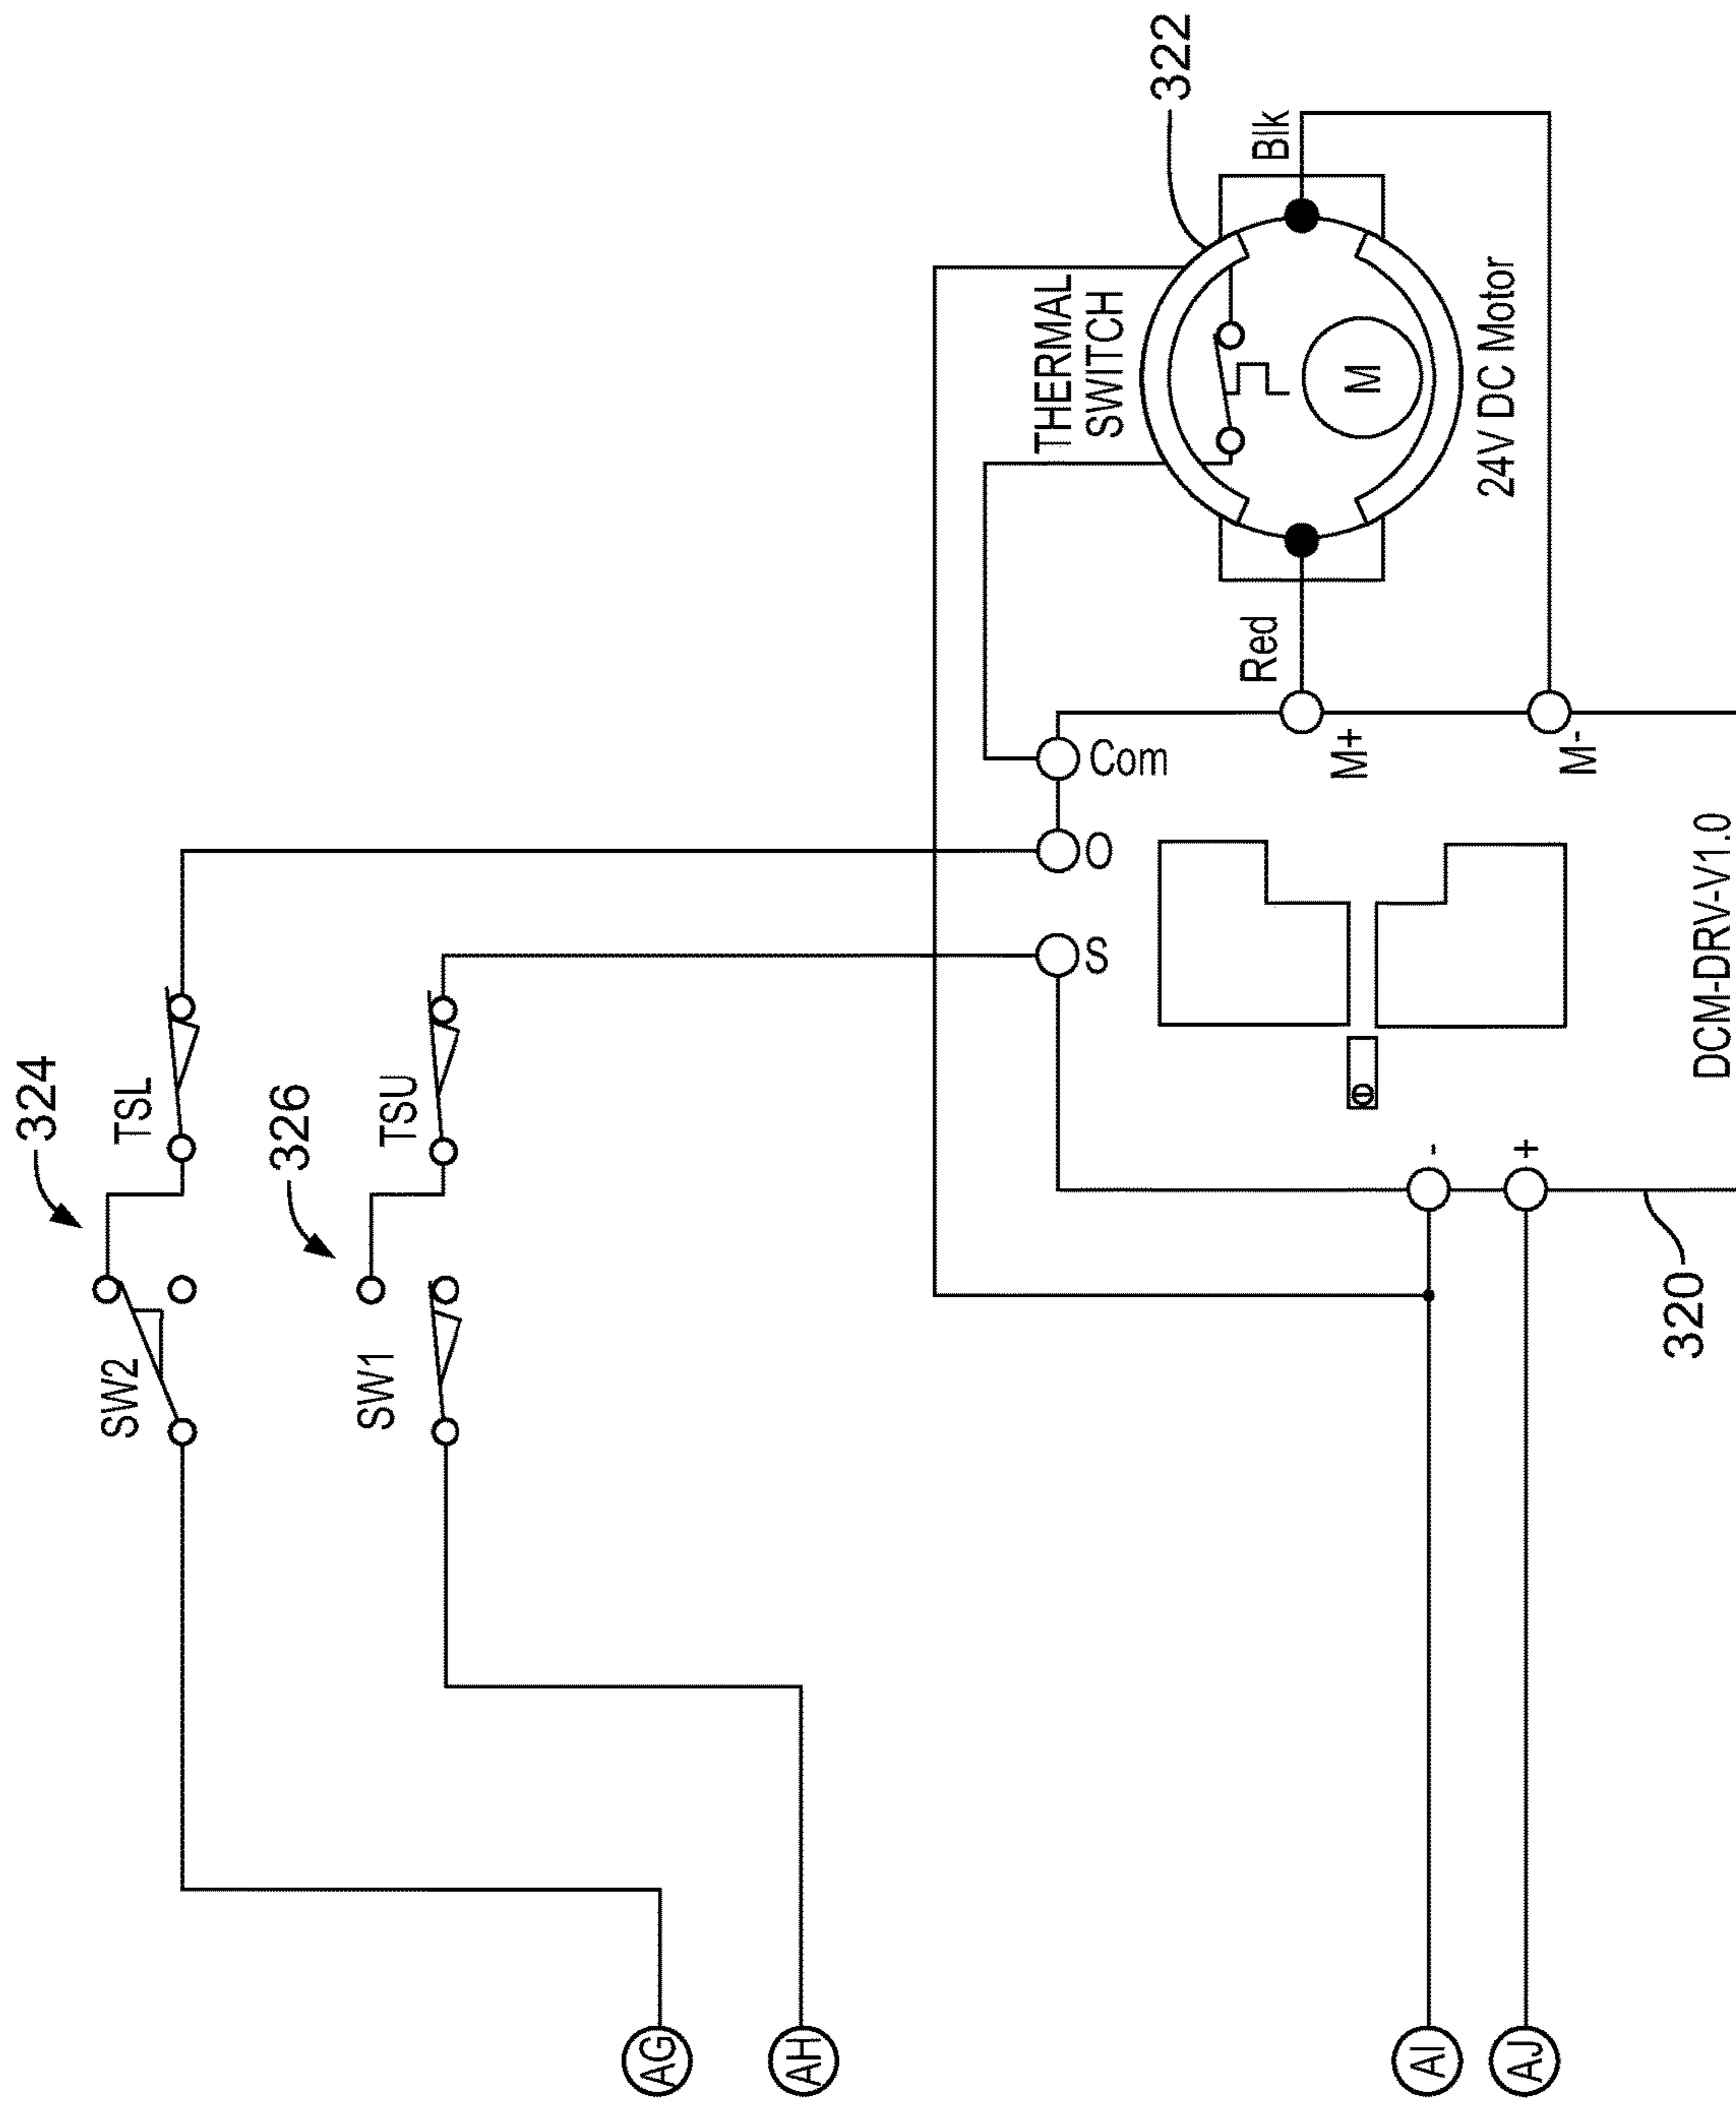 324
TSL
SW2
326
TSU
SW1
322
THERMAL
SWITCH
Blk
M
24V DC Motor
Red
Com
O
S
M+
M-
-
+
DCM-DRV-V1.0
320
AG
AH
AI
AJ